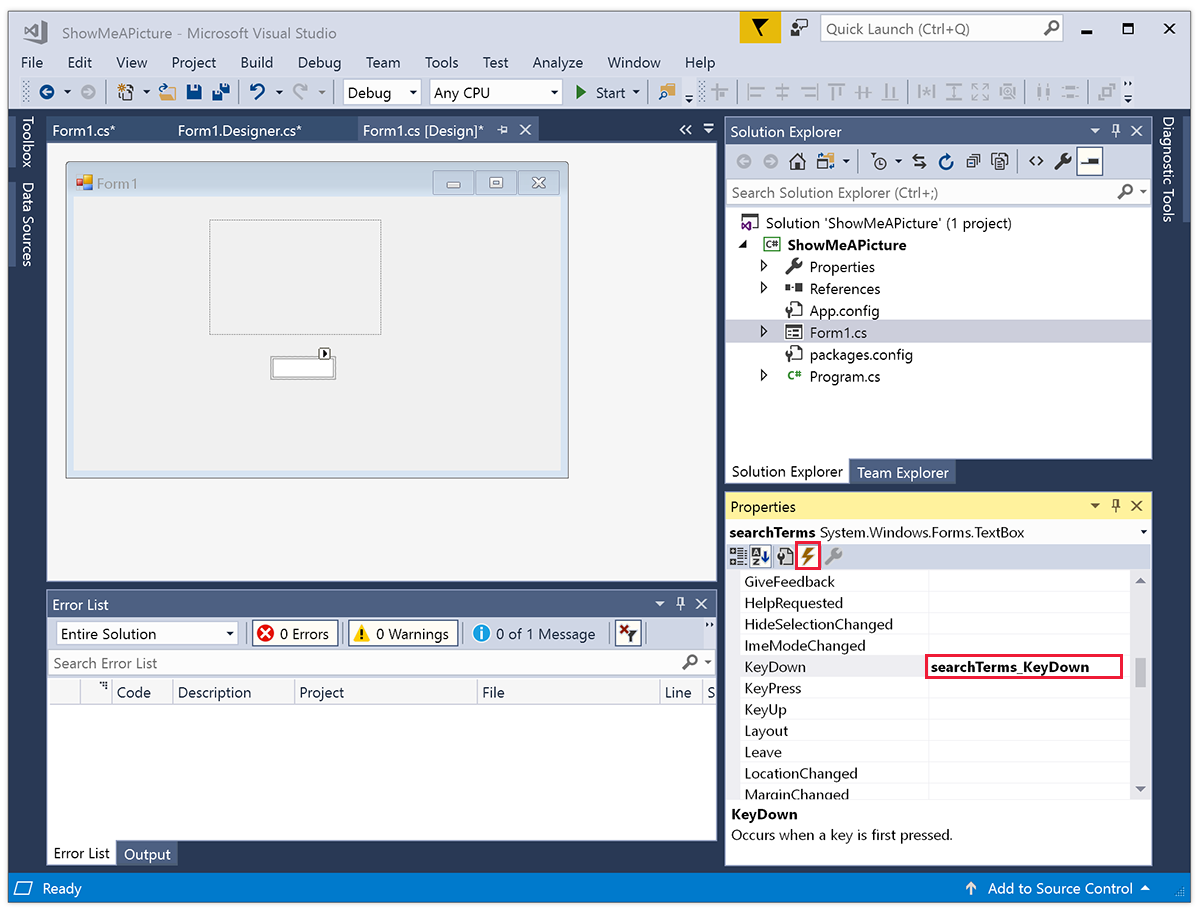 ShowMeAPicture - Microsoft Visual Studio
Quick Launch (Ctrl+Q)
File Edit View Project Build Debug Team Tools Test Analyze Window Help
Debug Any CPU Start
Toolbox
Data Sources
Form1.cs* Form1.Designer.cs* Form1.cs [Design]*
Form1
Solution Explorer
Search Solution Explorer (Ctrl+;)
Solution 'ShowMeAPicture' (1 project)
C# ShowMeAPicture
Properties
References
App.config
Form1.cs
packages.config
C# Program.cs
Solution Explorer Team Explorer
Diagnostic Tools
Properties
searchTerms System.Windows.Forms.TextBox
A Z
GiveFeedback
HelpRequested
HideSelectionChanged
ImeModeChanged
KeyDown searchTerms_KeyDown
KeyPress
KeyUp
Layout
Leave
LocationChanged
MarginChanged
KeyDown
Occurs when a key is first pressed.
Error List
Entire Solution 0 Errors 0 Warnings 0 of 1 Message
Search Error List
Code Description Project File Line S
Error List Output
Ready Add to Source Control